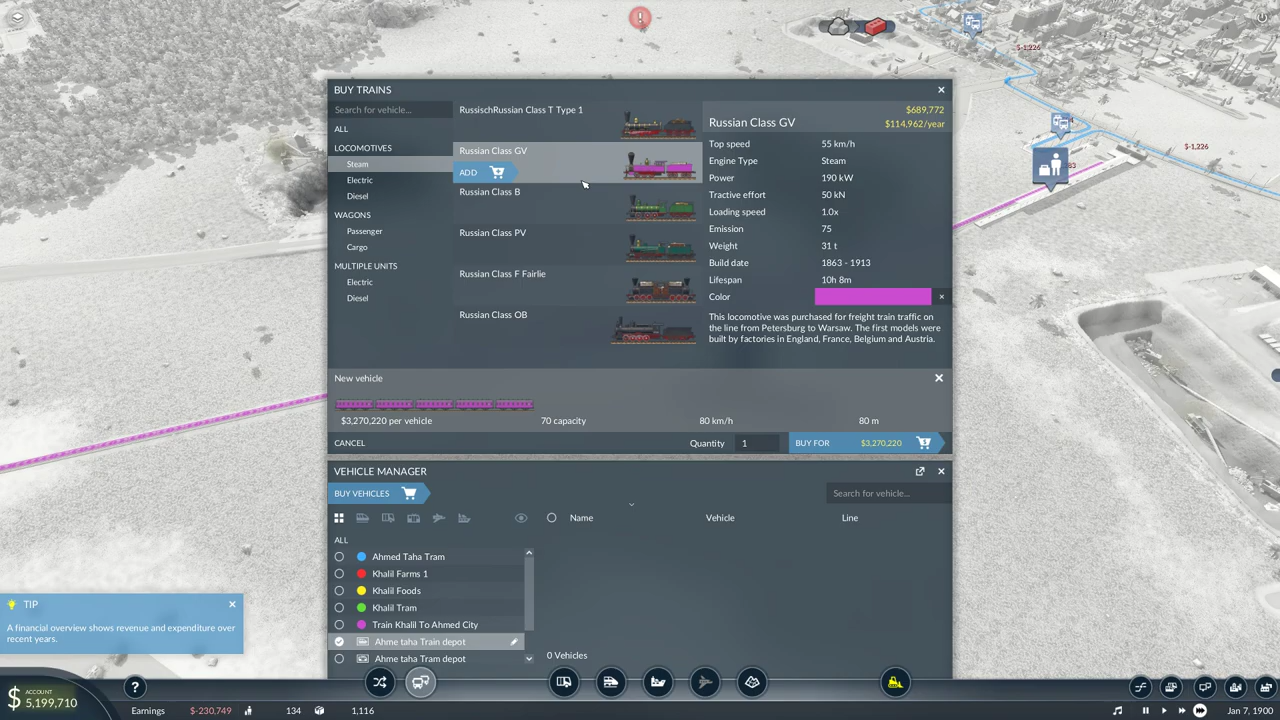 $-1,226
BUY TRAINS
Search for vehicle...
ALL
LOCOMOTIVES
Steam
Electric
Diesel
WAGONS
Passenger
Cargo
MULTIPLE UNITS
Electric
Diesel
RussischRussian Class T Type 1
Russian Class GV
ADD
Russian Class B
Russian Class PV
Russian Class F Fairlie
Russian Class OB
$689,772
Russian Class GV
$114,962/year
Top speed 55 km/h
Engine Type Steam
Power 190 kW
Tractive effort 50 kN
Loading speed 1.0x
Emission 75
Weight 31 t
Build date 1863 - 1913
Lifespan 10h 8m
Color
This locomotive was purchased for freight train traffic on
the line from Petersburg to Warsaw. The first models were
built by factories in England, France, Belgium and Austria.
$-1,226
New vehicle
$3,270,220 per vehicle 70 capacity 80 km/h 80 m
CANCEL Quantity 1 BUY FOR $3,270,220
VEHICLE MANAGER
BUY VEHICLES
Search for vehicle...
Name Vehicle Line
ALL
Ahmed Taha Tram
Khalil Farms 1
Khalil Foods
Khalil Tram
Train Khalil To Ahmed City
Ahme taha Train depot
Ahme taha Tram depot
0 Vehicles
TIP
A financial overview shows revenue and expenditure over
recent years.
$ ACCOUNT
5,199,710
?
Earnings $-230,749 134 1,116
Jan 7, 1900